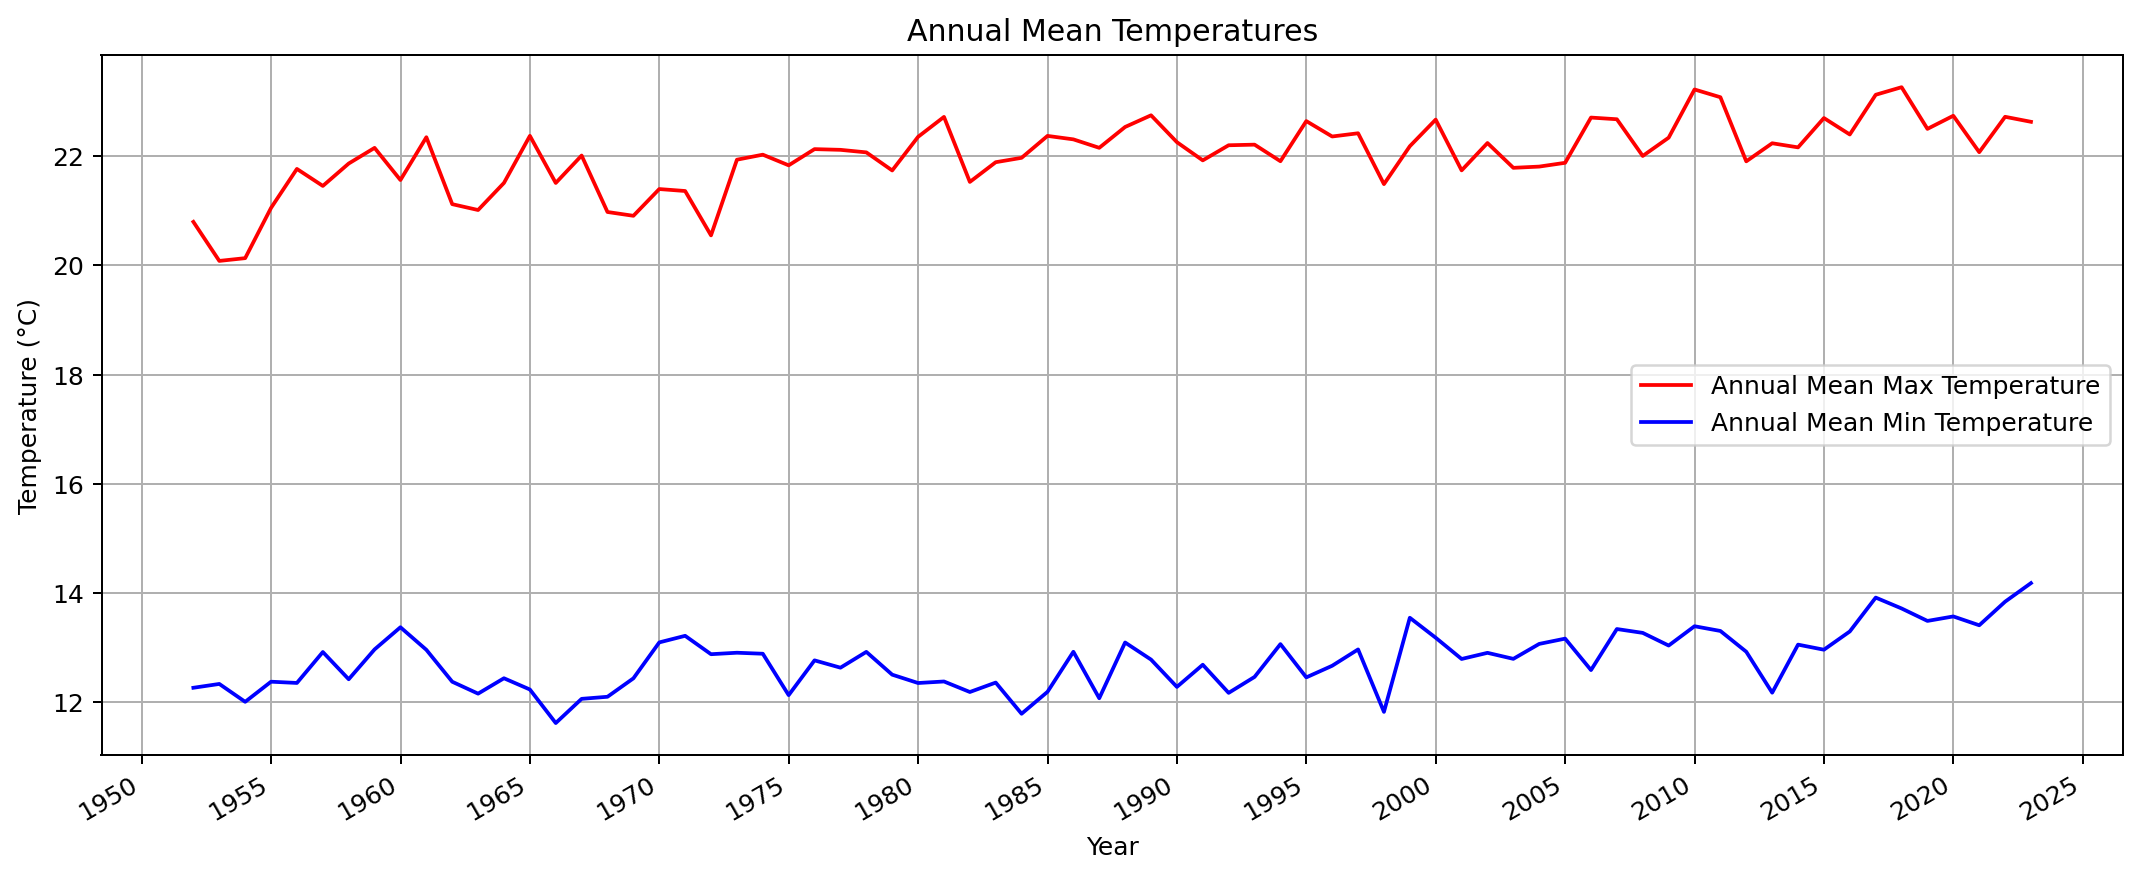 Annual Mean Temperatures
Temperature (°C)
22
20
18
16
14
12
Annual Mean Max Temperature
Annual Mean Min Temperature
1950 1955 1960 1965 1970 1975 1980 1985 1990 1995 2000 2005 2010 2015 2020 2025
Year